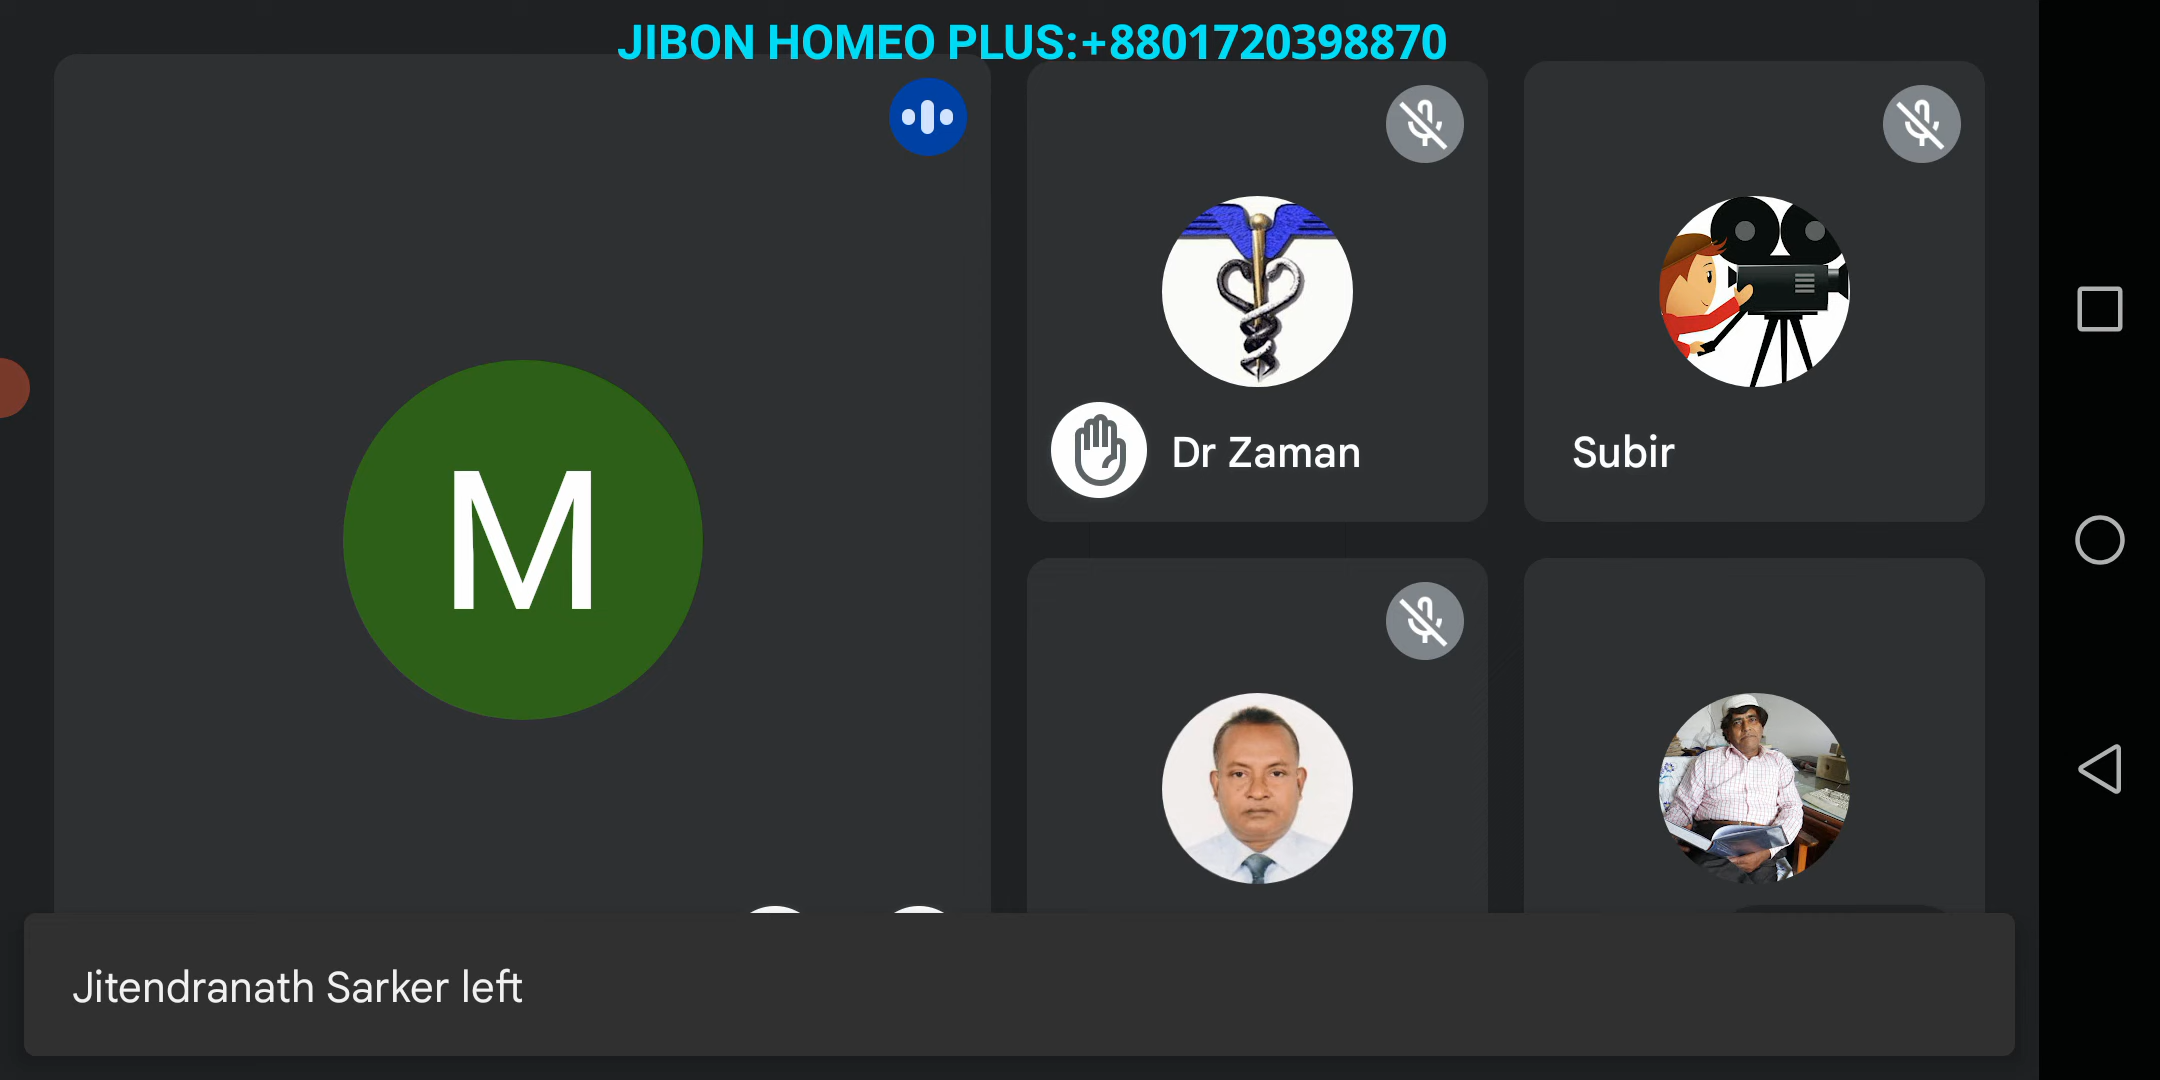 JIBON HOMEO PLUS:+8801720398870
M
Dr Zaman
Subir
Jitendranath Sarker left